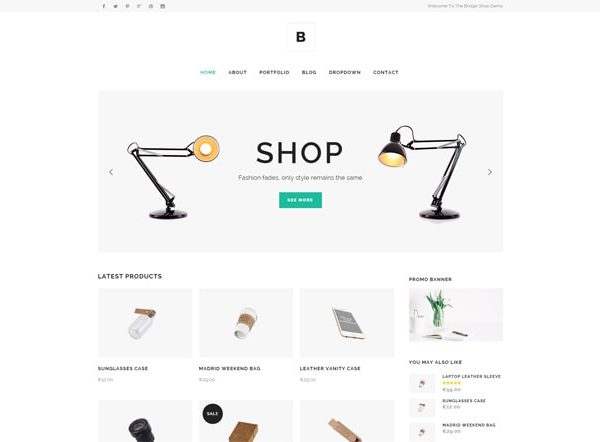 Welcome To The Bridge Shop Demo
B
HOME ABOUT PORTFOLIO BLOG DROPDOWN CONTACT
SHOP
Fashion fades, only style remains the same
SEE MORE
LATEST PRODUCTS
SUNGLASSES CASE
€12.00
MADRID WEEKEND BAG
€29.00
LEATHER VANITY CASE
€29.00
SALE
PROMO BANNER
YOU MAY ALSO LIKE
LAPTOP LEATHER SLEEVE
€39.00
SUNGLASSES CASE
€12.00
MADRID WEEKEND BAG
€29.00